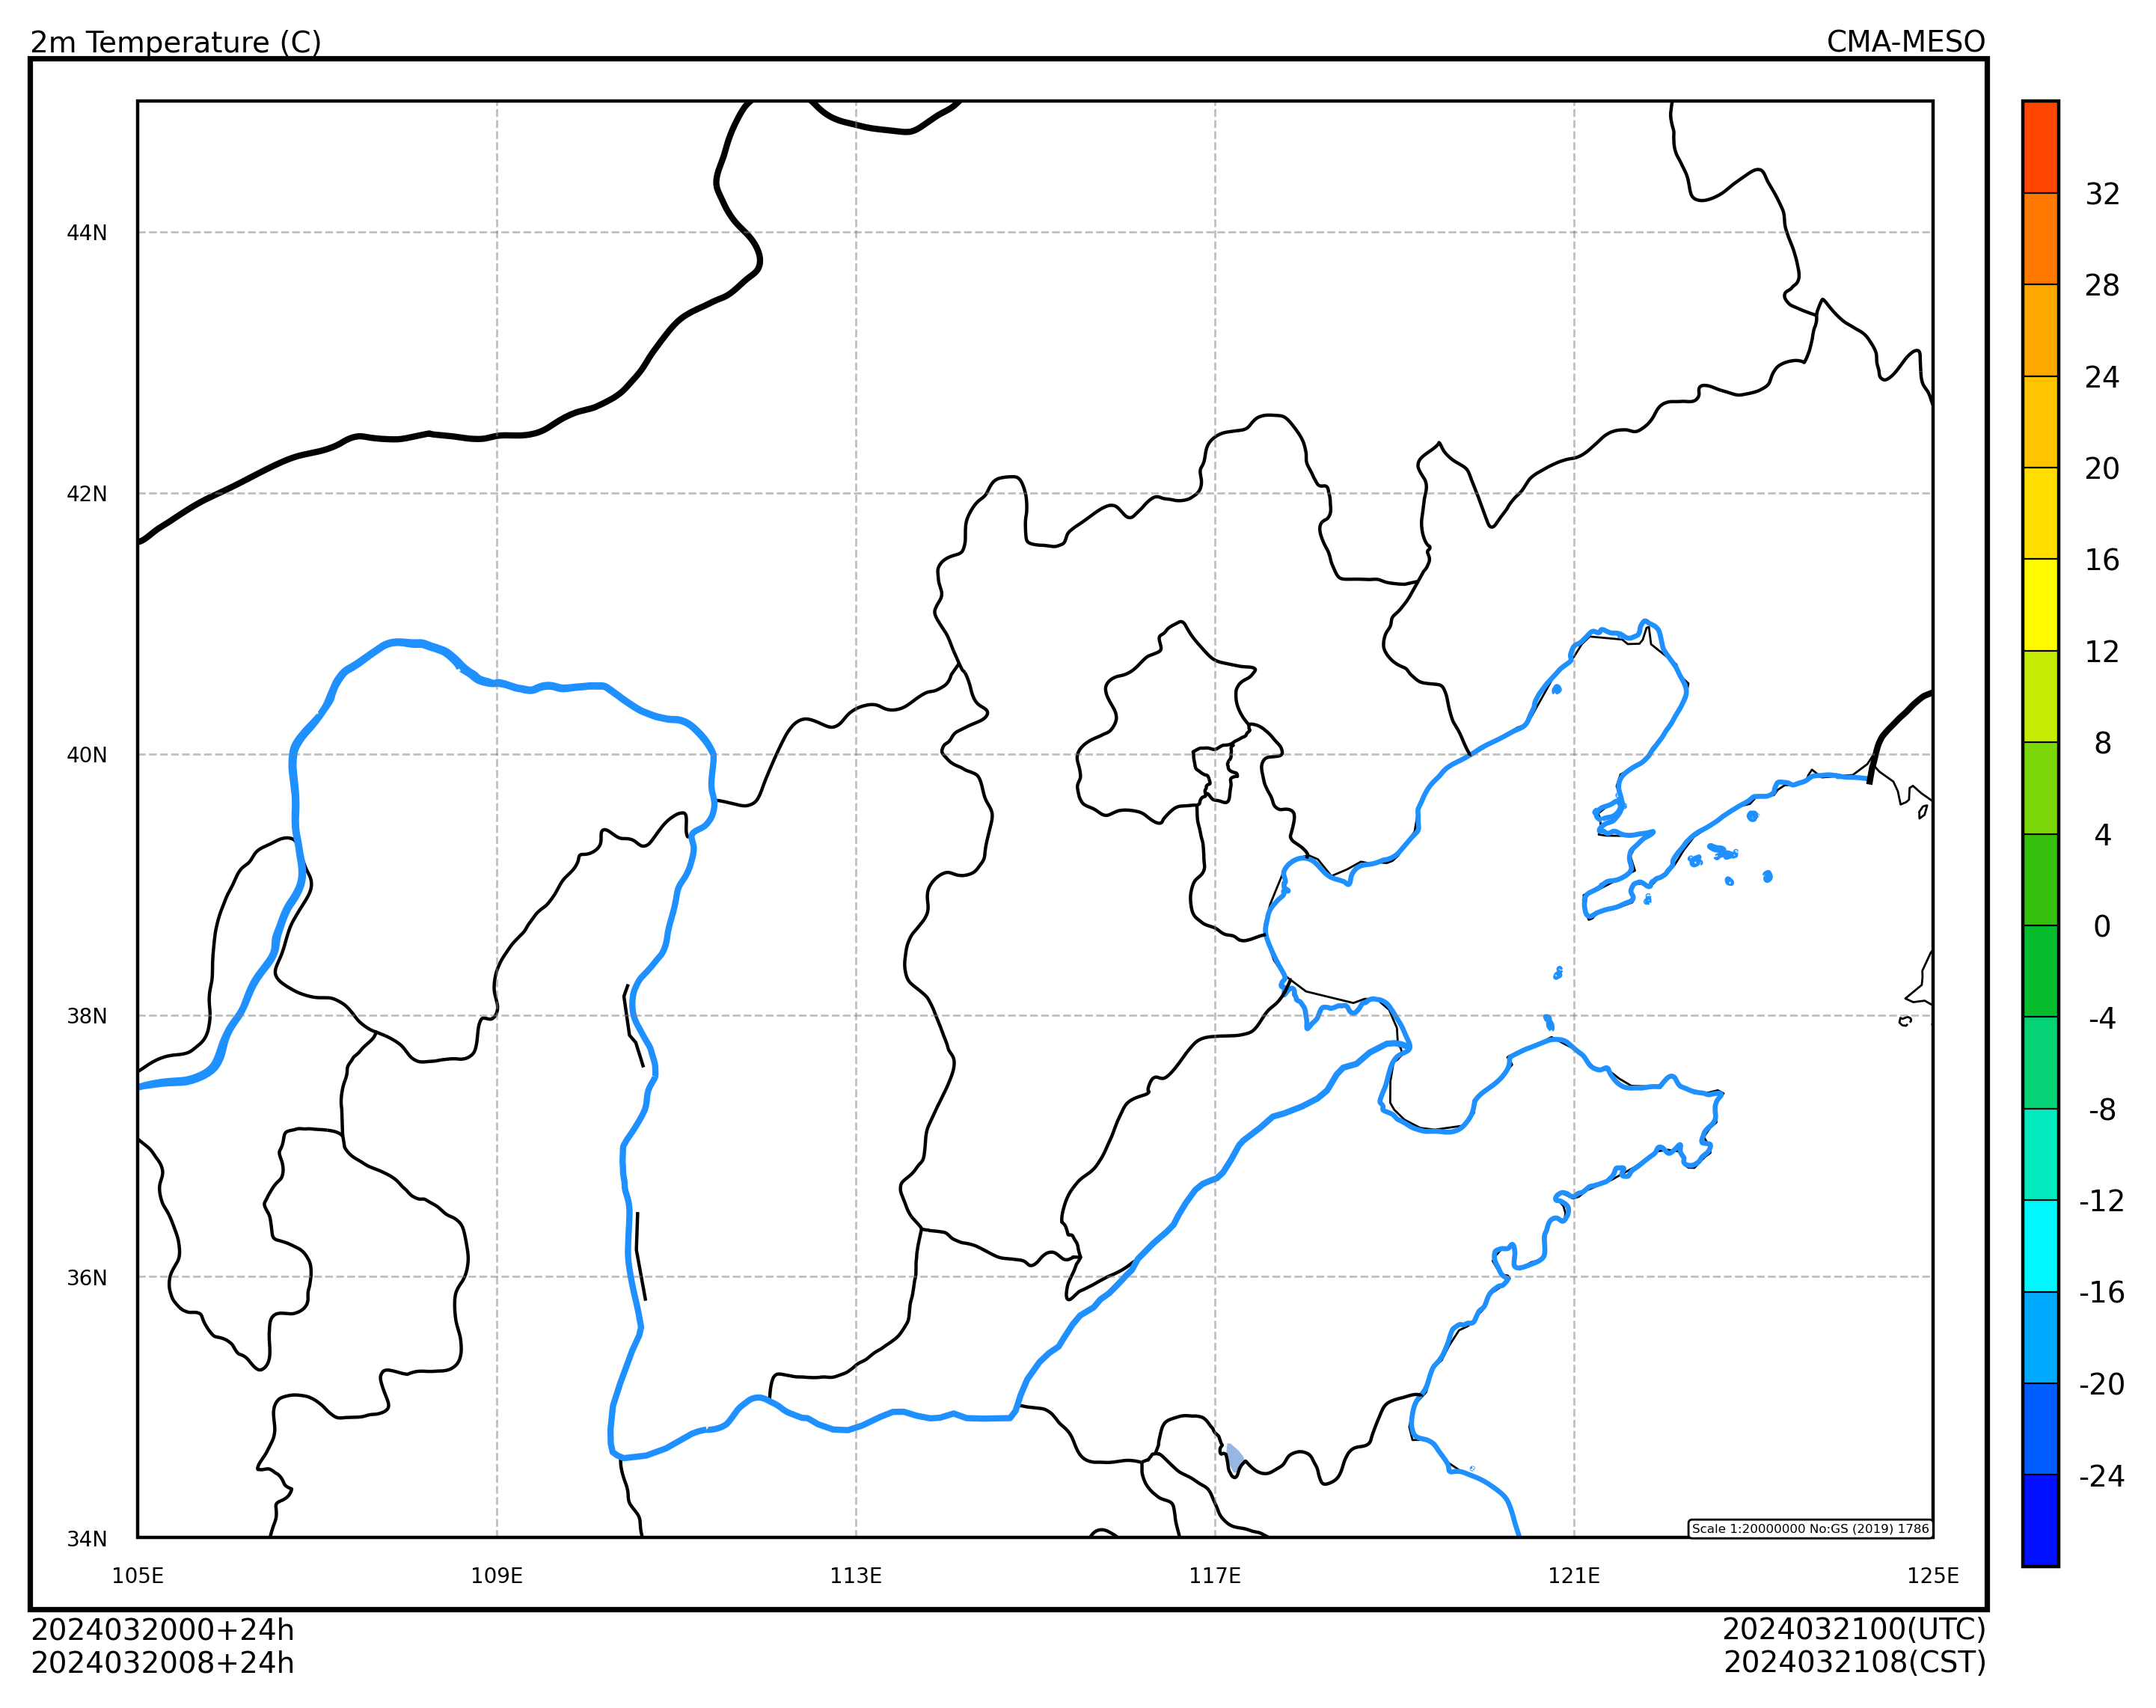 2m Temperature (C)
CMA-MESO
44N
42N
40N
38N
36N
34N
105E
109E
113E
117E
121E
125E
32
28
24
20
16
12
8
4
0
-4
-8
-12
-16
-20
-24
Scale 1:20000000 No:GS (2019) 1786
2024032000+24h
2024032100(UTC)
2024032008+24h
2024032108(CST)